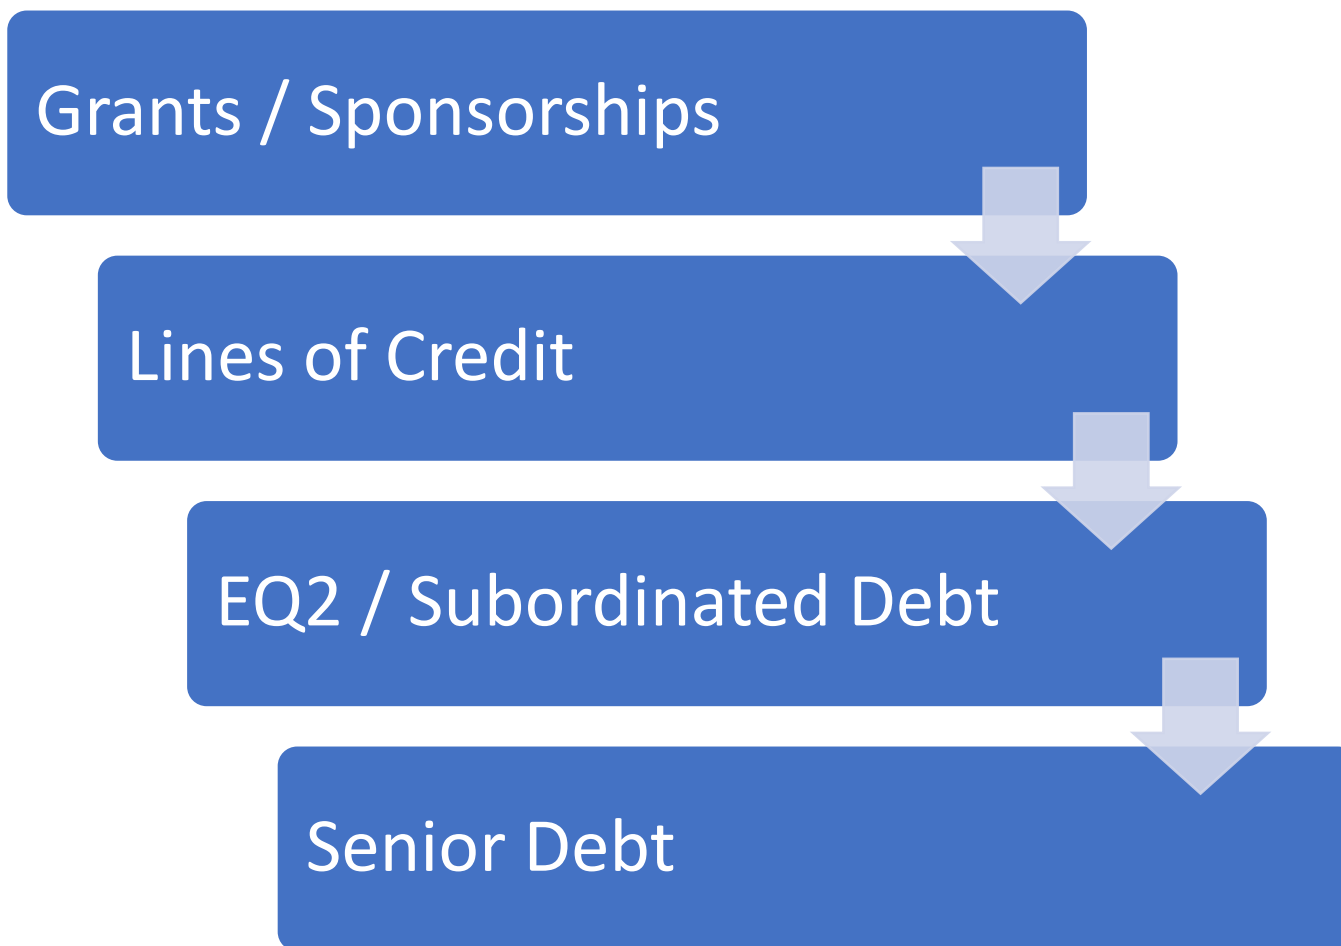 Grants / Sponsorships
Lines of Credit
EQ2 / Subordinated Debt
Senior Debt